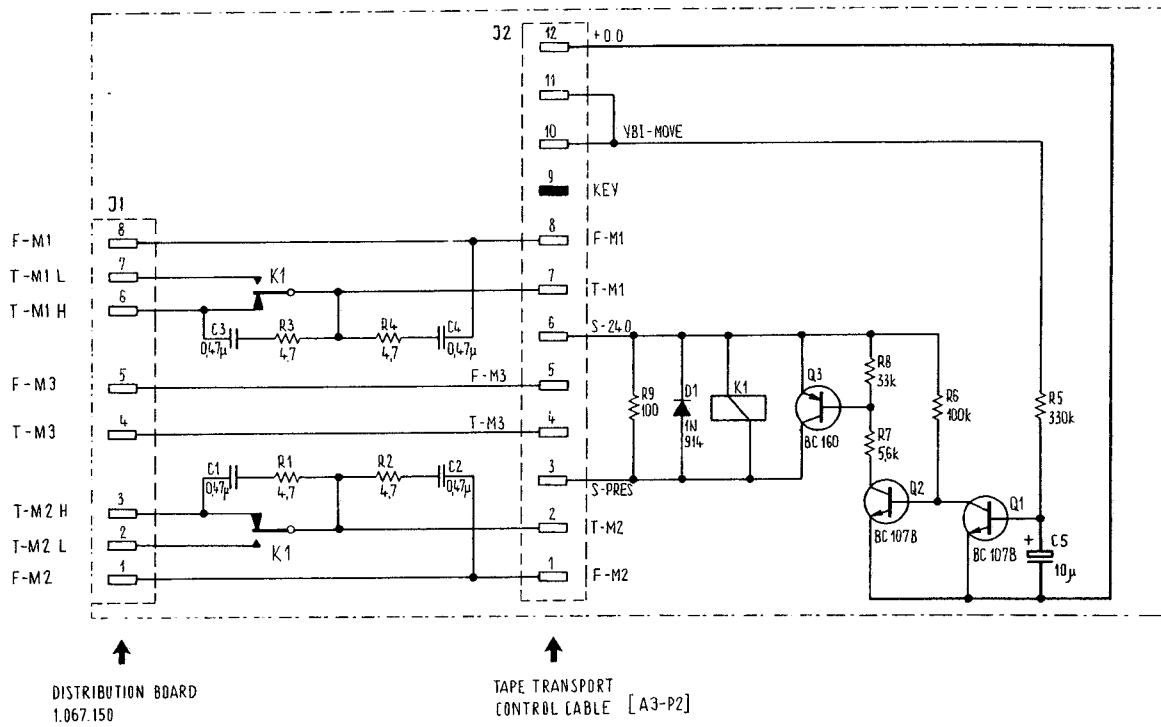 J2
12
+0.0
11
10
YBI-MOVE
9
KEY
J1
F-M1
8
8
F-M1
T-M1 L
7
K1
7
T-M1
T-M1 H
6
C3
0,47µ
R3
4,7
R4
4,7
C4
0,47µ
6
S-24.0
F-M3
5
F-M3
5
T-M3
4
T-M3
4
R9
100
D1
1N
914
K1
Q3
BC 160
R8
33k
R7
5,6k
R6
100k
R5
330k
C1
0,47µ
R1
4,7
R2
4,7
C2
0,47µ
3
S-PRES
T-M2 H
3
2
T-M2
T-M2 L
2
K1
F-M2
1
1
F-M2
Q2
BC 107B
Q1
BC 107B
+
C5
10µ
DISTRIBUTION BOARD
1.067.150
TAPE TRANSPORT
CONTROL CABLE [A3-P2]